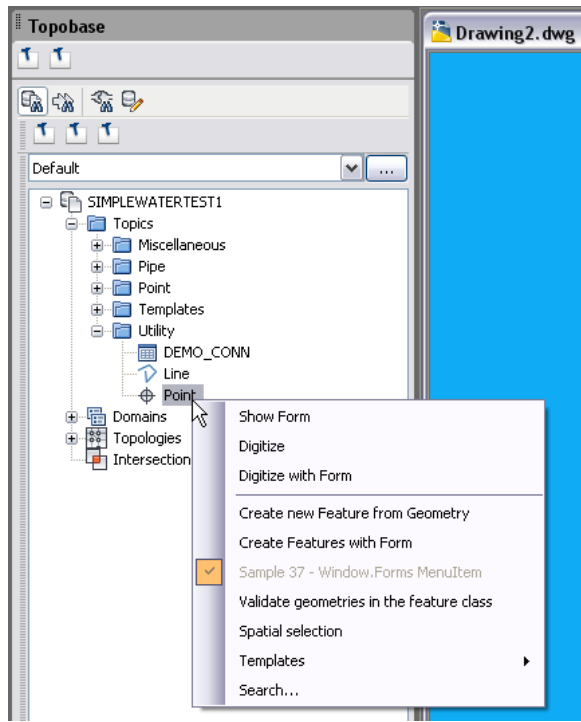 Topobase
Drawing2.dwg
Default
...
SIMPLEWATERTEST1
Topics
Miscellaneous
Pipe
Point
Templates
Utility
DEMO_CONN
Line
Point
Domains
Topologies
Intersection
Show Form
Digitize
Digitize with Form
Create new Feature from Geometry
Create Features with Form
Sample 37 - Window.Forms MenuItem
Validate geometries in the feature class
Spatial selection
Templates
Search...